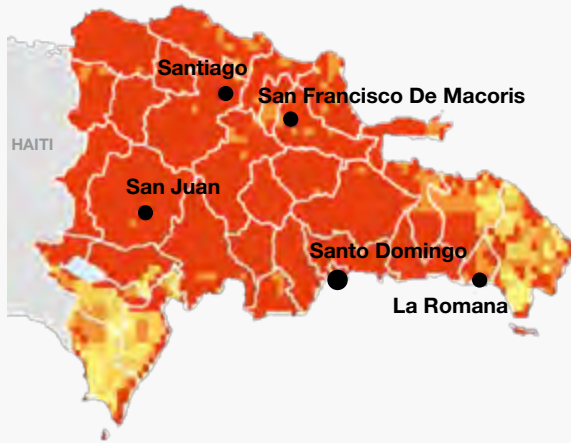 Santiago
San Francisco De Macoris
HAITI
San Juan
Santo Domingo
La Romana